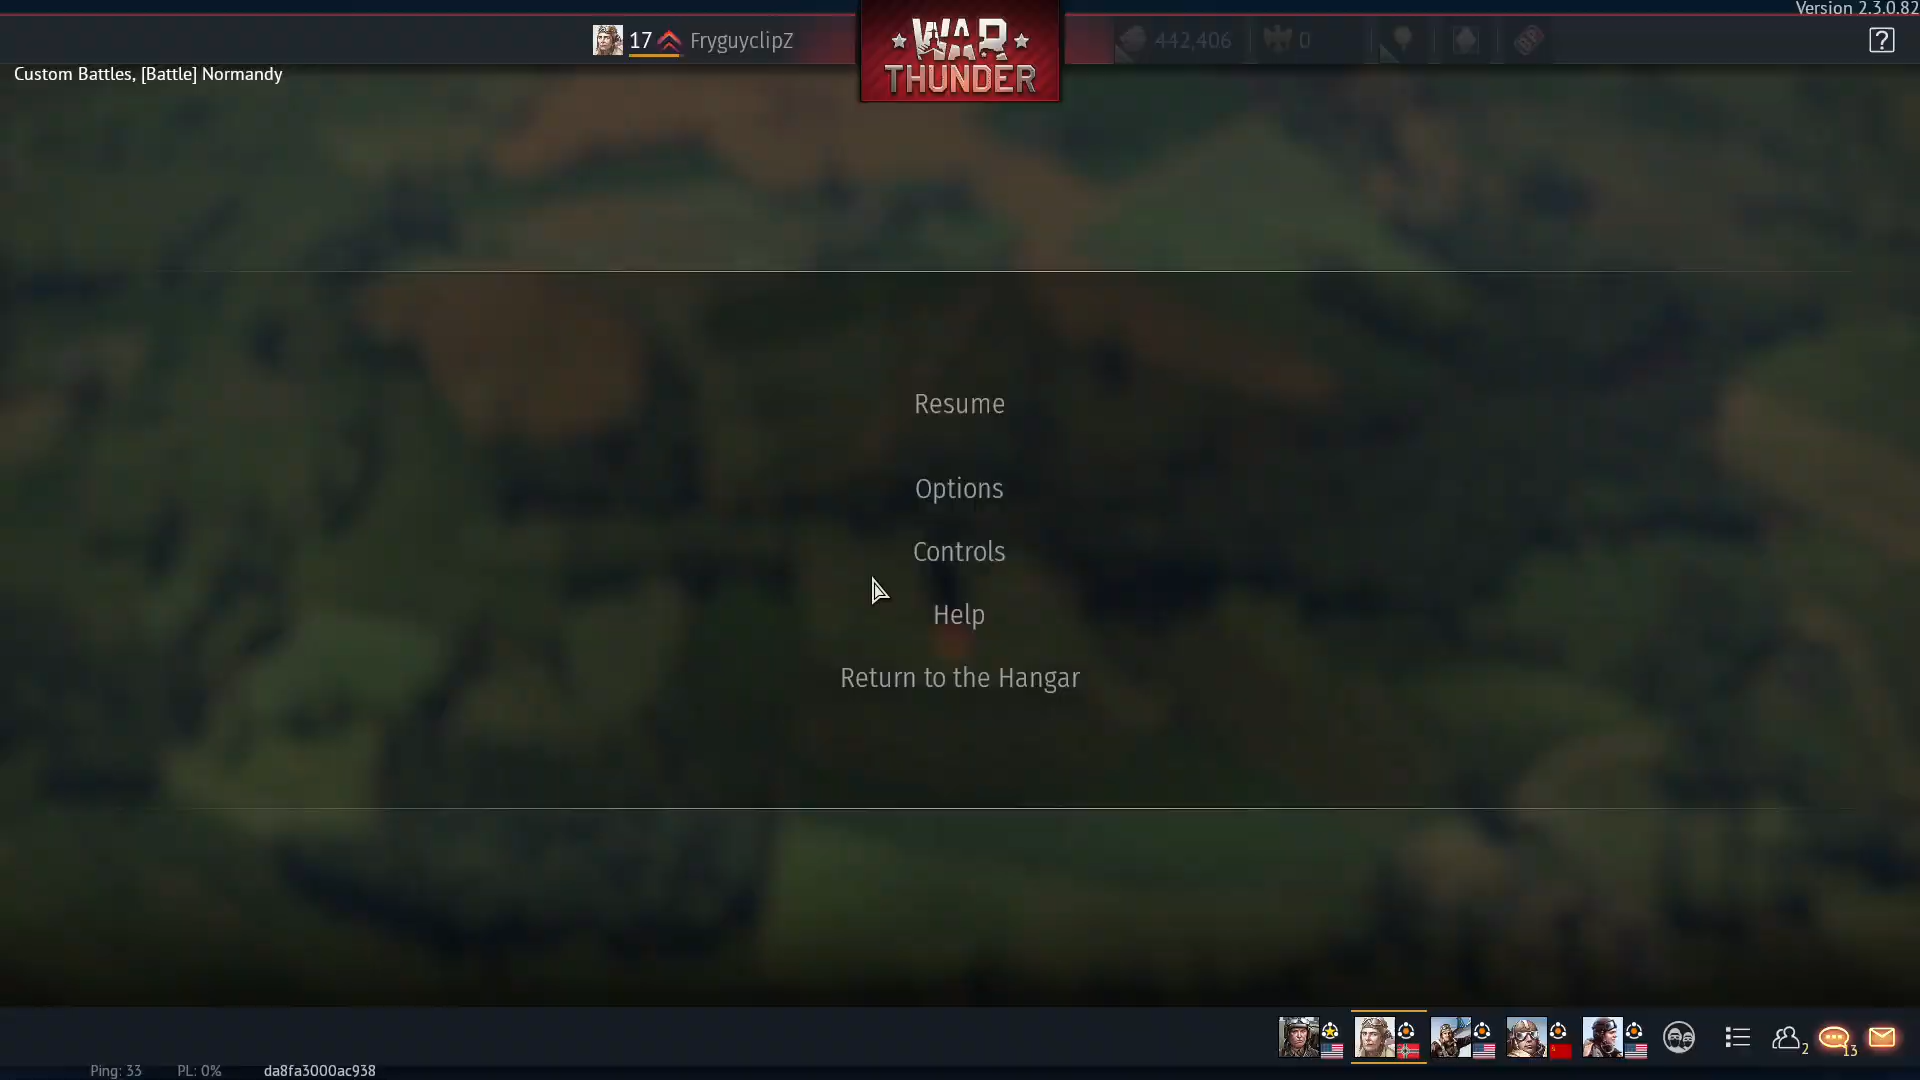 Version 2.3.0.82
17 FryguyclipZ
WAR
THUNDER
442,406
0
DP
?
Custom Battles, [Battle] Normandy
Resume
Options
Controls
Help
Return to the Hangar
2
13
Ping: 33 PL: 0% da8fa3000ac938